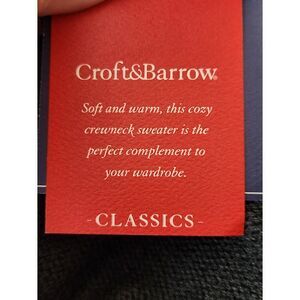 Croft&Barrow®
Soft and warm, this cozy
crewneck sweater is the
perfect complement to
your wardrobe.
- CLASSICS -